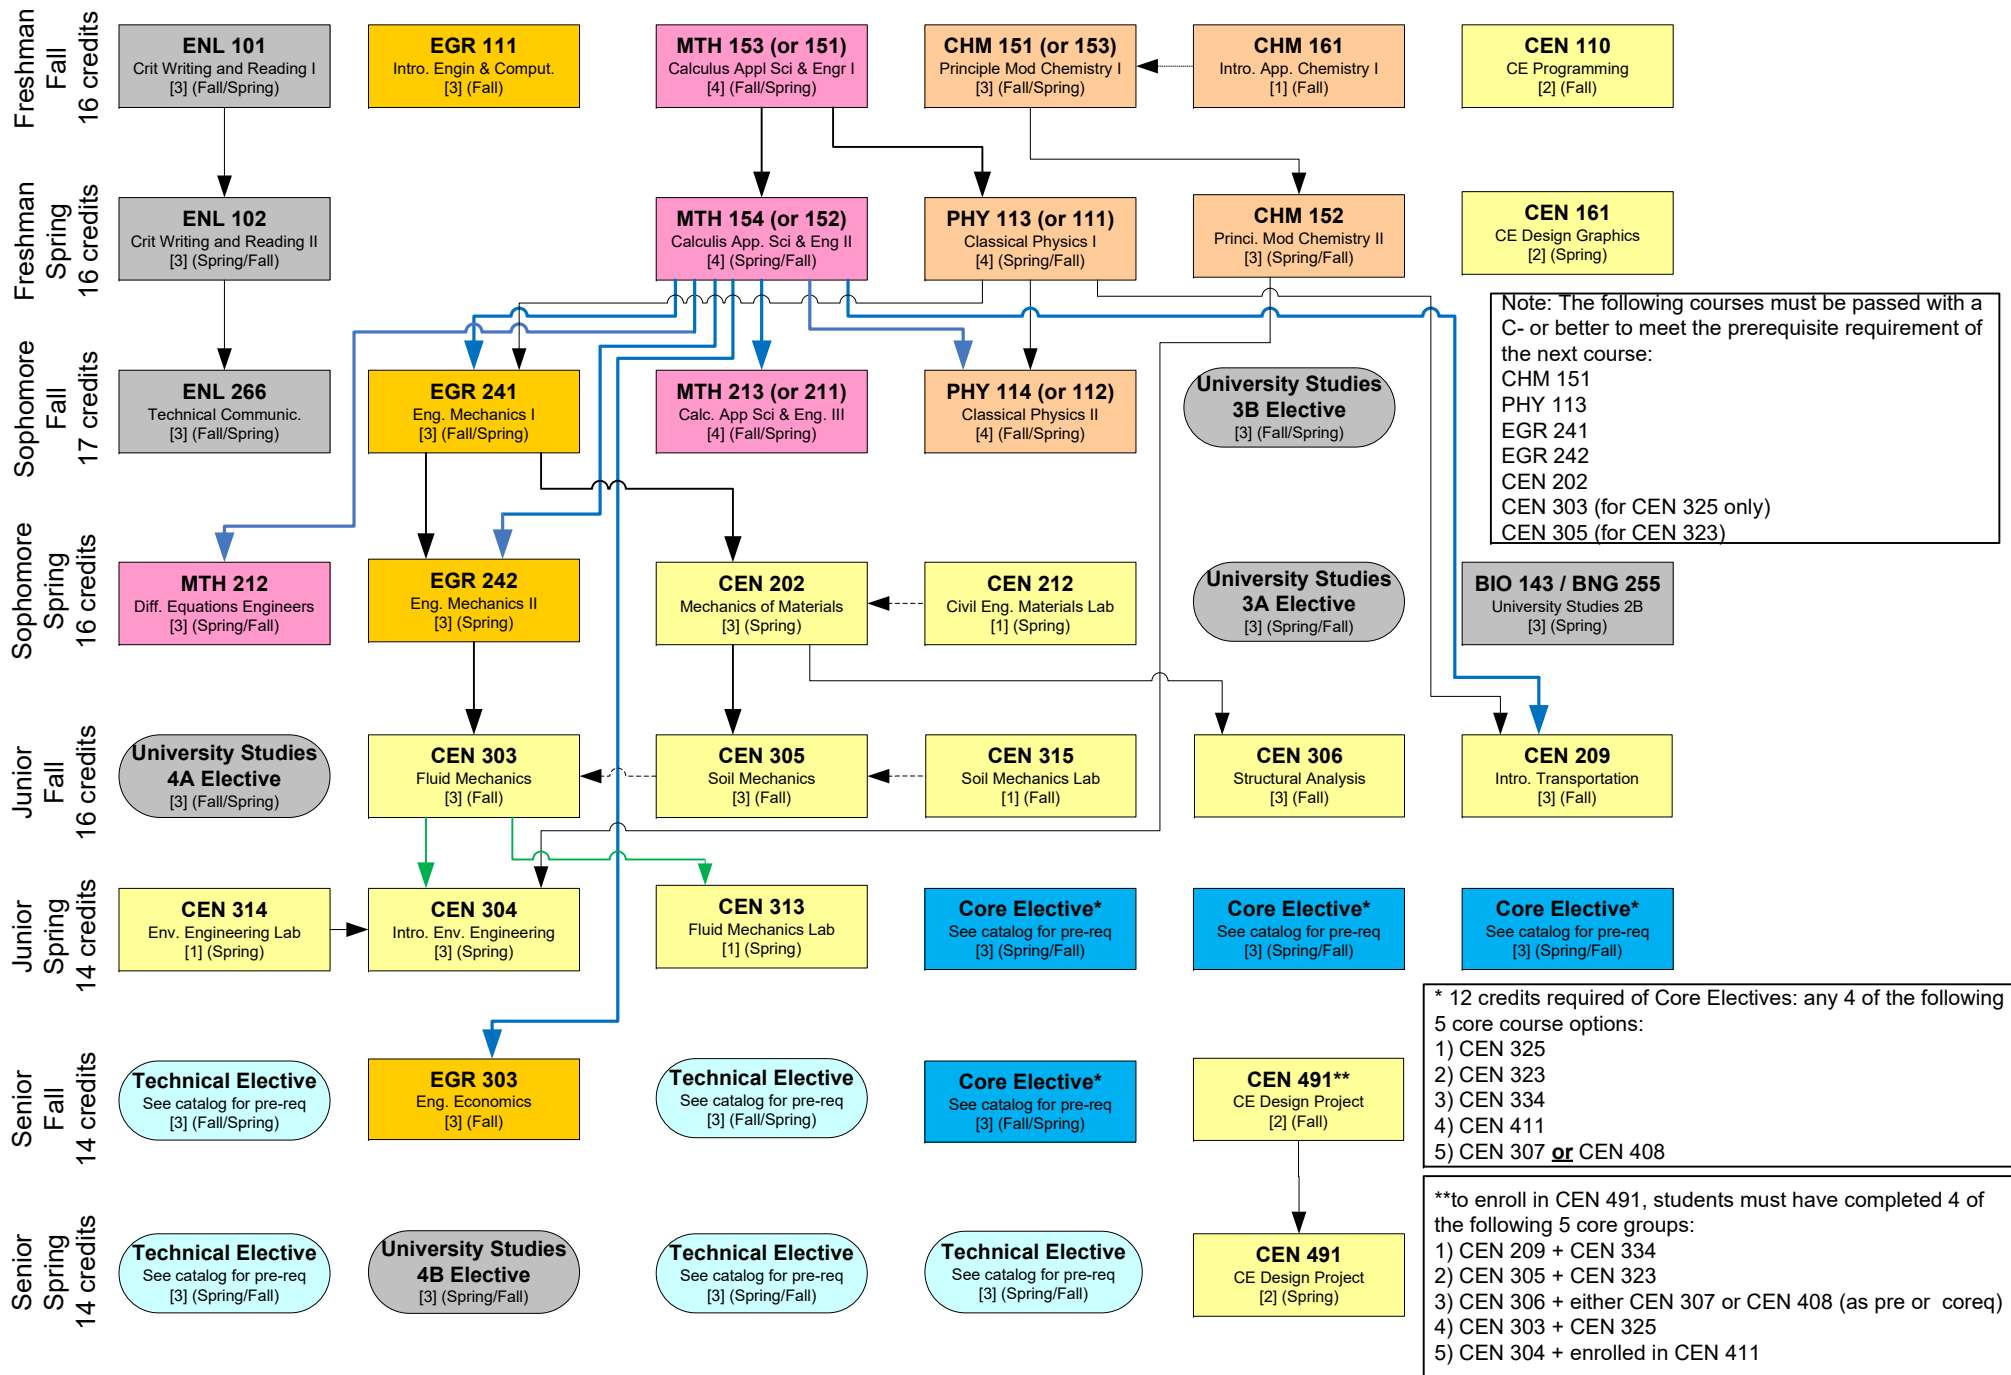 Freshman
Fall
16 credits
ENL 101
Crit Writing and Reading I
[3] (Fall/Spring)
EGR 111
Intro. Engin & Comput.
[3] (Fall)
MTH 153 (or 151)
Calculus Appl Sci & Engr I
[4] (Fall/Spring)
CHM 151 (or 153)
Principle Mod Chemistry I
[3] (Fall/Spring)
CHM 161
Intro. App. Chemistry I
[1] (Fall)
CEN 110
CE Programming
[2] (Fall)
Freshman
Spring
16 credits
ENL 102
Crit Writing and Reading II
[3] (Spring/Fall)
MTH 154 (or 152)
Calculis App. Sci & Eng II
[4] (Spring/Fall)
PHY 113 (or 111)
Classical Physics I
[4] (Spring/Fall)
CHM 152
Princi. Mod Chemistry II
[3] (Spring/Fall)
CEN 161
CE Design Graphics
[2] (Spring)
Note: The following courses must be passed with a
C- or better to meet the prerequisite requirement of
the next course:
CHM 151
PHY 113
EGR 241
EGR 242
CEN 202
CEN 303 (for CEN 325 only)
CEN 305 (for CEN 323)
Sophomore
Fall
17 credits
ENL 266
Technical Communic.
[3] (Fall/Spring)
EGR 241
Eng. Mechanics I
[3] (Fall/Spring)
MTH 213 (or 211)
Calc. App Sci & Eng. III
[4] (Fall/Spring)
PHY 114 (or 112)
Classical Physics II
[4] (Fall/Spring)
University Studies
3B Elective
[3] (Fall/Spring)
Sophomore
Spring
16 credits
MTH 212
Diff. Equations Engineers
[3] (Spring/Fall)
EGR 242
Eng. Mechanics II
[3] (Spring)
CEN 202
Mechanics of Materials
[3] (Spring)
CEN 212
Civil Eng. Materials Lab
[1] (Spring)
University Studies
3A Elective
[3] (Spring/Fall)
BIO 143 / BNG 255
University Studies 2B
[3] (Spring)
Junior
Fall
16 credits
University Studies
4A Elective
[3] (Fall/Spring)
CEN 303
Fluid Mechanics
[3] (Fall)
CEN 305
Soil Mechanics
[3] (Fall)
CEN 315
Soil Mechanics Lab
[1] (Fall)
CEN 306
Structural Analysis
[3] (Fall)
CEN 209
Intro. Transportation
[3] (Fall)
Junior
Spring
14 credits
CEN 314
Env. Engineering Lab
[1] (Spring)
CEN 304
Intro. Env. Engineering
[3] (Spring)
CEN 313
Fluid Mechanics Lab
[1] (Spring)
Core Elective*
See catalog for pre-req
[3] (Spring/Fall)
Core Elective*
See catalog for pre-req
[3] (Spring/Fall)
Core Elective*
See catalog for pre-req
[3] (Spring/Fall)
* 12 credits required of Core Electives: any 4 of the following
5 core course options:
1) CEN 325
2) CEN 323
3) CEN 334
4) CEN 411
5) CEN 307 or CEN 408
Senior
Fall
14 credits
Technical Elective
See catalog for pre-req
[3] (Fall/Spring)
EGR 303
Eng. Economics
[3] (Fall)
Technical Elective
See catalog for pre-req
[3] (Fall/Spring)
Core Elective*
See catalog for pre-req
[3] (Fall/Spring)
CEN 491**
CE Design Project
[2] (Fall)
**to enroll in CEN 491, students must have completed 4 of
the following 5 core groups:
1) CEN 209 + CEN 334
2) CEN 305 + CEN 323
3) CEN 306 + either CEN 307 or CEN 408 (as pre or  coreq)
4) CEN 303 + CEN 325
5) CEN 304 + enrolled in CEN 411
Senior
Spring
14 credits
Technical Elective
See catalog for pre-req
[3] (Spring/Fall)
University Studies
4B Elective
[3] (Spring/Fall)
Technical Elective
See catalog for pre-req
[3] (Spring/Fall)
Technical Elective
See catalog for pre-req
[3] (Spring/Fall)
CEN 491
CE Design Project
[2] (Spring)